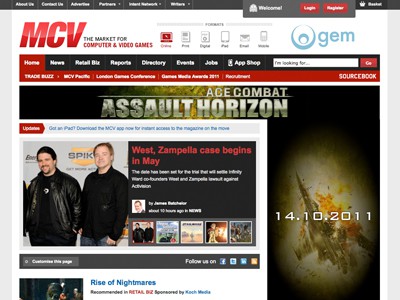 Contact Us
About Us
Advertise
Partners
Intent Network
Writers
Basket
Welcome...
Login
Register
MCV
THE MARKET FOR
COMPUTER & VIDEO GAMES
FORMATS
Online
Print
Digital
iPad
Email
Mobile
gem
Home
News
Retail Biz
Reports
Directory
Jobs
App Shop
I'm looking for...
TRADE BUZZ
MCV Pacific
London Games Conference
Games Media Awards 2011
Recruitment
SOURCEBOOK
ACE COMBAT
ASSAULT HORIZON
Updates
Got an iPad? Download the MCV app now for instant access to the magazine on the move
SPIKE
West, Zampella case begins
in May
The date has been set for the trial that will settle Infinity
Ward co-founders West and Zampella lawsuit against
Activision
by James Batchelor
about 10 hours ago in NEWS
14.10.2011
Customise this page
Follow us on
Rise of Nightmares
Recommended in RETAIL BIZ Sponsored by Koch Media